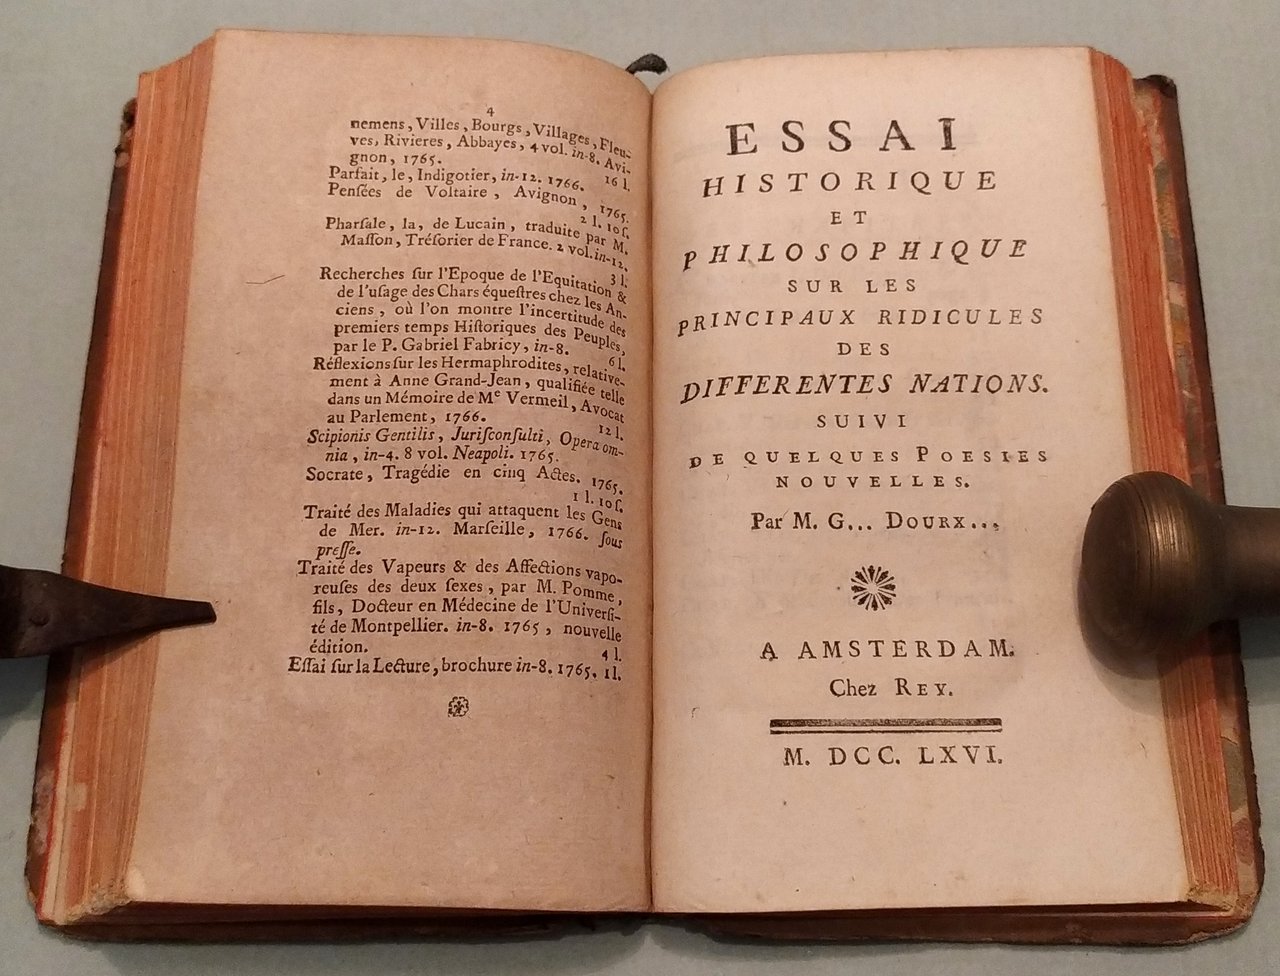 4
nemens, Villes, Bourgs, Villages, Fleu-
ves, Rivieres, Abbayes, 4 vol. in-8. Avi-
gnon, 1765. 16 l.
Parfait, le, Indigotier, in-12. 1766.
Pensées de Voltaire, Avignon, 1765.
2 l. 10 ſ.
Pharſale, la, de Lucain, traduite par M.
Maſſon, Tréſorier de France. 2 vol. in-12.
3 l.
Recherches ſur l'Epoque de l'Equitation &
de l'uſage des Chars équeſtres chez les An-
ciens, où l'on montre l'incertitude des
premiers temps Hiſtoriques des Peuples,
par le P. Gabriel Fabricy, in-8. 6 l.
Réflexions ſur les Hermaphrodites, relative-
ment à Anne Grand-Jean, qualifiée telle
dans un Mémoire de Me Vermeil, Avocat
au Parlement, 1766. 12 l.
Scipionis Gentilis, Juriſconſulti, Opera om-
nia, in-4. 8 vol. Neapoli. 1765.
Socrate, Tragédie en cinq Actes. 1765.
1 l. 10 ſ.
Traité des Maladies qui attaquent les Gens
de Mer. in-12. Marſeille, 1766. ſous
preſſe.
Traité des Vapeurs & des Affections vapo-
reuſes des deux ſexes, par M. Pomme,
fils, Docteur en Médecine de l'Univerſi-
té de Montpellier. in-8. 1765, nouvelle
édition. 4 l.
Eſſai ſur la Lecture, brochure in-8. 1765. 1 l.
ESSAI
HISTORIQUE
ET
PHILOSOPHIQUE
SUR LES
PRINCIPAUX RIDICULES
DES
DIFFERENTES NATIONS.
SUIVI
DE QUELQUES POESIES
NOUVELLES.
Par M. G... DOURX...
A AMSTERDAM.
Chez REY.
M. DCC. LXVI.